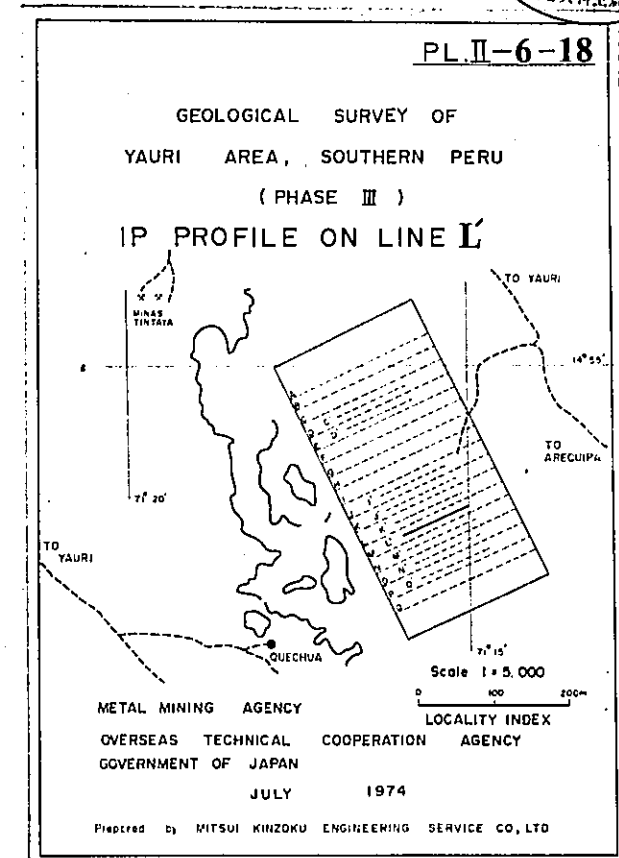 PL.II-6-18
GEOLOGICAL SURVEY OF
YAURI AREA, SOUTHERN PERU
( PHASE III )
IP PROFILE ON LINE L'
TO YAURI
MINAS
TINTAYA
14° 55'
TO
AREQUIPA
71° 20'
TO
YAURI
QUECHUA
71° 15'
Scale 1 = 5,000
0 100 200m
LOCALITY INDEX
METAL MINING AGENCY
OVERSEAS TECHNICAL COOPERATION AGENCY
GOVERNMENT OF JAPAN
JULY 1974
Prepared by MITSUI KINZOKU ENGINEERING SERVICE CO, LTD